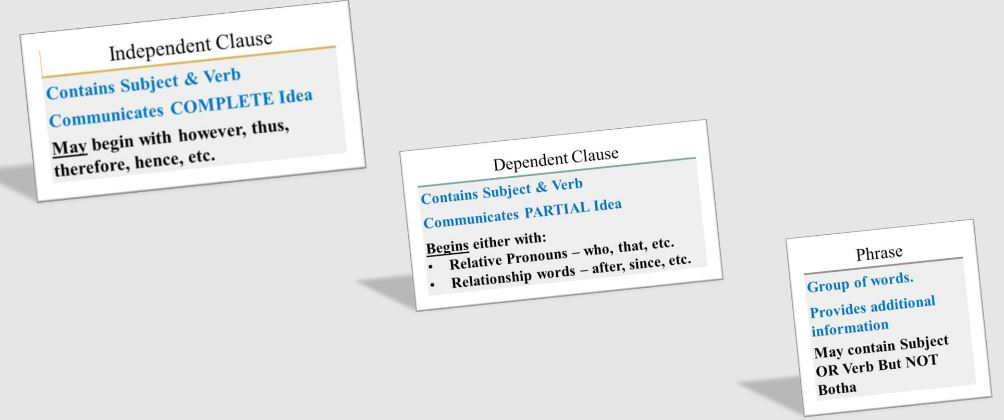 Independent Clause
Contains Subject & Verb
Communicates COMPLETE Idea
May begin with however, thus,
therefore, hence, etc.
Dependent Clause
Contains Subject & Verb
Communicates PARTIAL Idea
Begins either with:
• Relative Pronouns – who, that, etc.
• Relationship words – after, since, etc.
Phrase
Group of words.
Provides additional
information
May contain Subject
OR Verb But NOT
Botha